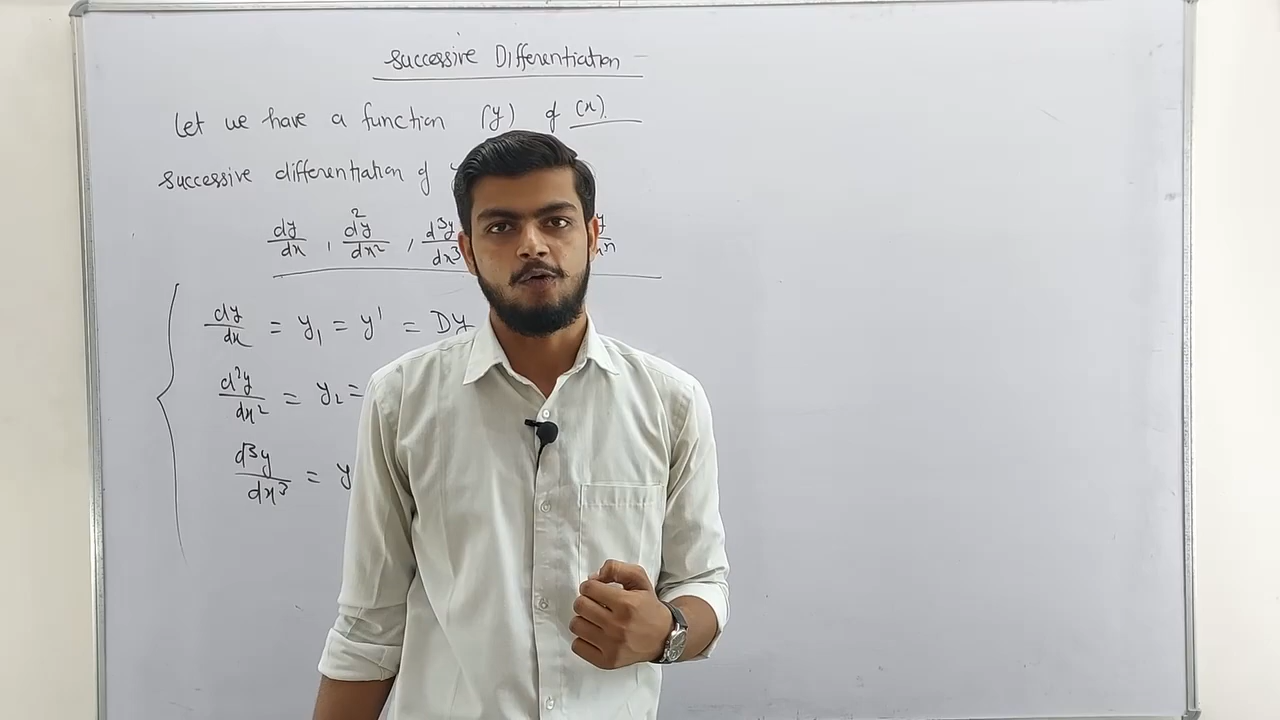 Successive Differentiation
Let we have a function (y) of (x).
Successive differentiation of
dy/dx , d²y/dx² , d³y/dx³
dy/dx = y₁ = y' = Dy
d²y/dx² = y₂ =
d³y/dx³ = y